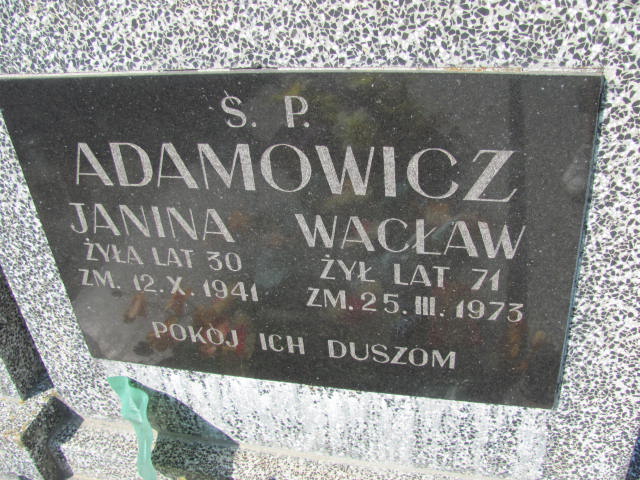 Ś. P.
ADAMOWICZ
JANINA WACŁAW
ŻYŁA LAT 30 ŻYŁ LAT 71
ZM. 12.X. 1941 ZM. 25. III. 1973
POKÓJ ICH DUSZOM